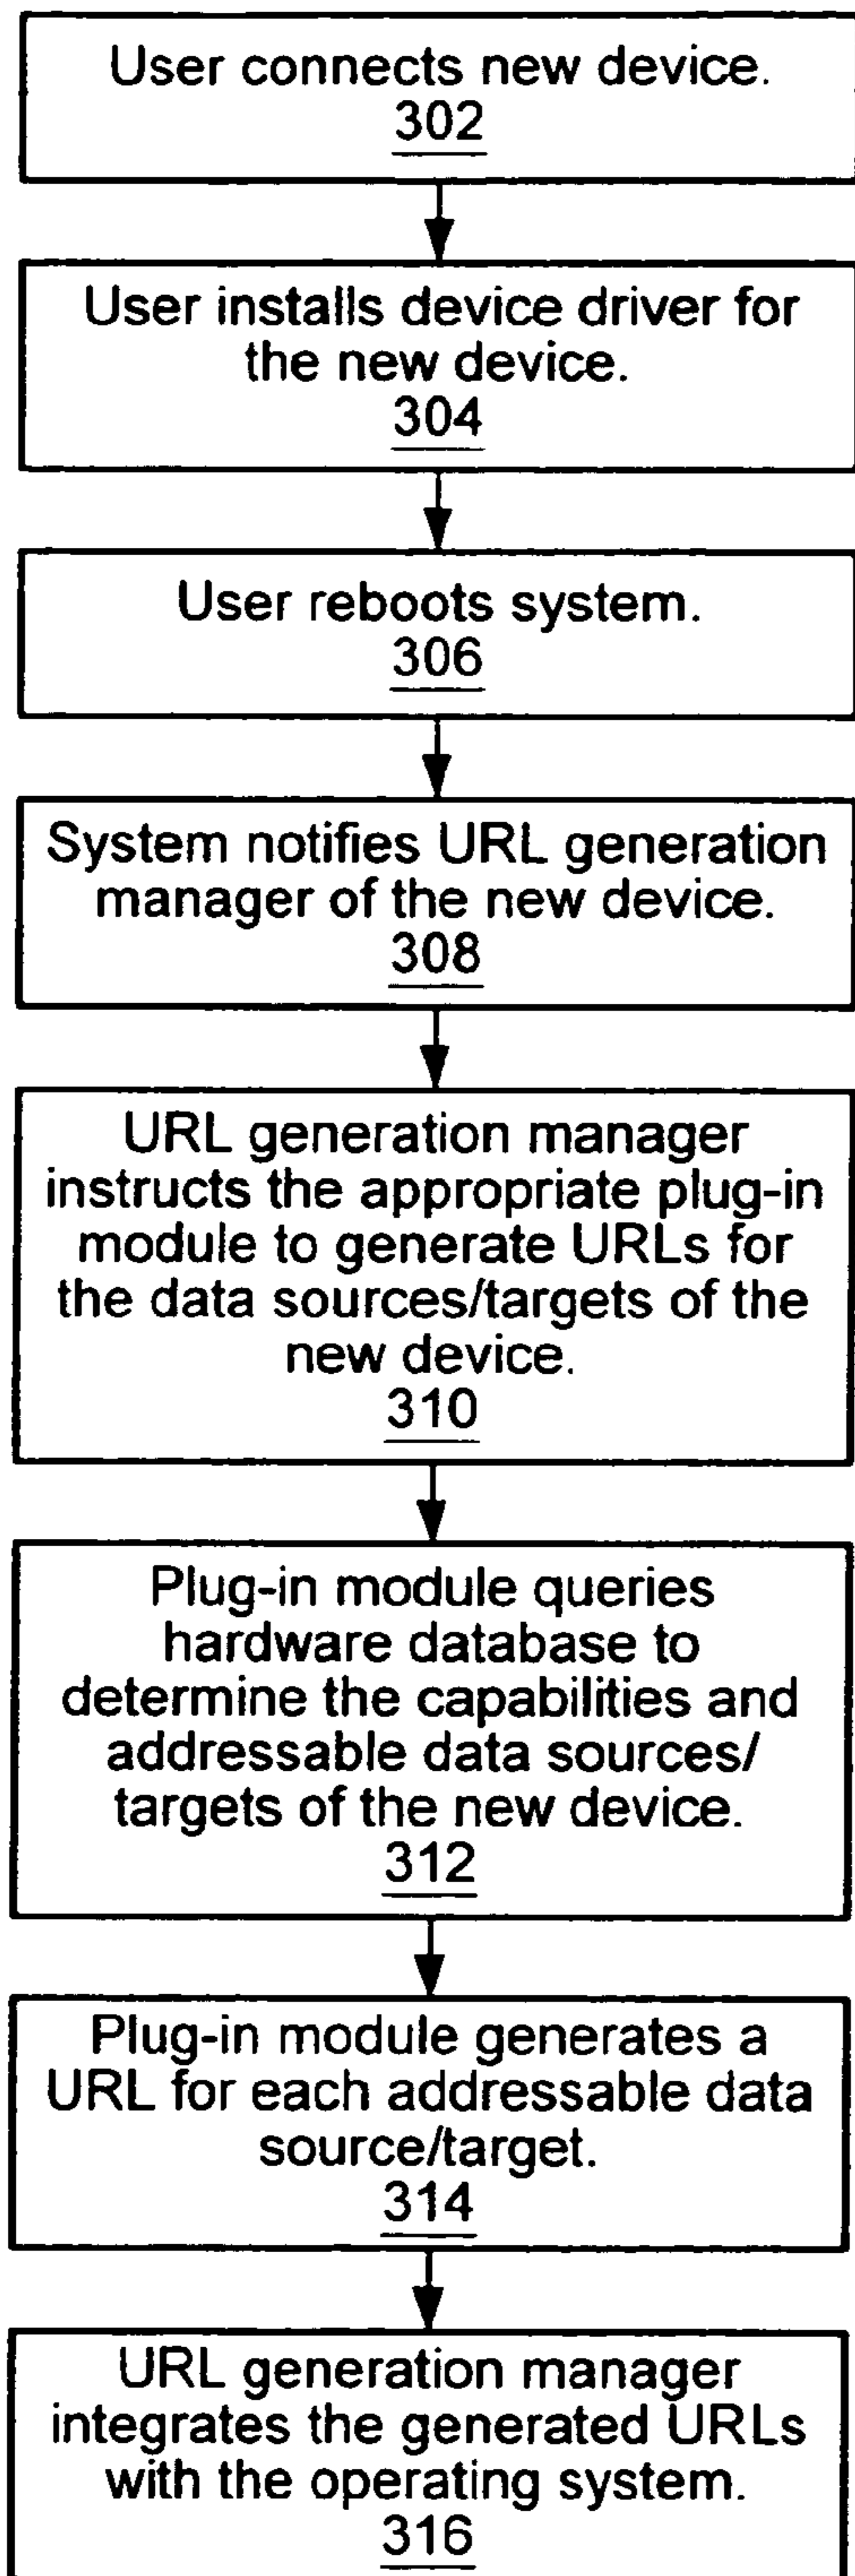 User connects new device.
302
User installs device driver for
the new device.
304
User reboots system.
306
System notifies URL generation
manager of the new device.
308
URL generation manager
instructs the appropriate plug-in
module to generate URLs for
the data sources/targets of the
new device.
310
Plug-in module queries
hardware database to
determine the capabilities and
addressable data sources/
targets of the new device.
312
Plug-in module generates a
URL for each addressable data
source/target.
314
URL generation manager
integrates the generated URLs
with the operating system.
316